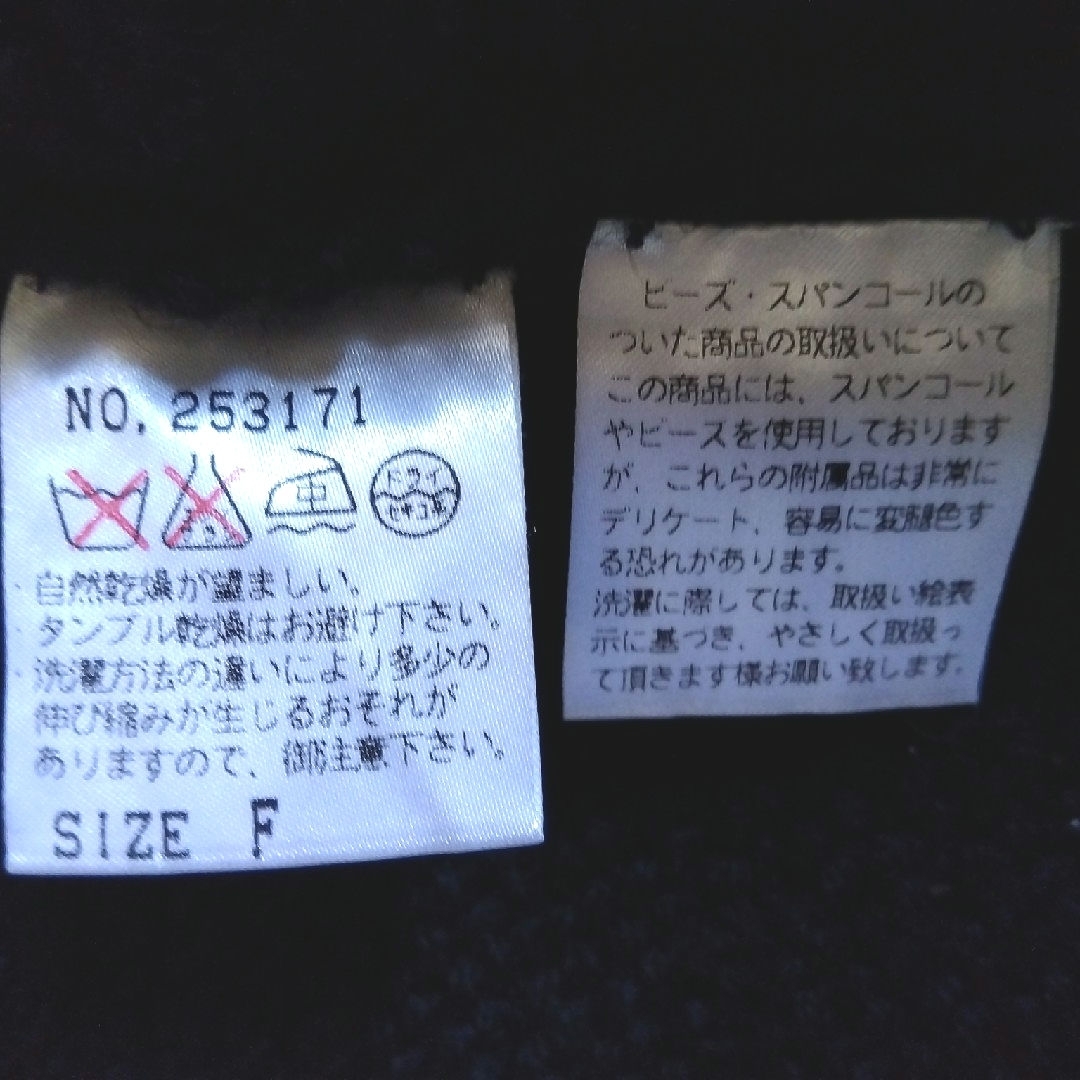 NO. 253171
中
ドライ
セキユ系
・自然乾燥が望ましい。
・タンブル乾燥はお避け下さい。
・洗濯方法の違いにより多少の
伸び縮みが生じるおそれが
ありますので、御注意下さい。
SIZE F
ビーズ・スパンコールの
ついた商品の取扱いについて
この商品には、スパンコール
やビースを使用しております
が、これらの附属品は非常に
デリケート、容易に変褪色す
る恐れがあります。
洗濯に際しては、取扱い絵表
示に基づき、やさしく取扱っ
て頂きます様お願い致します.